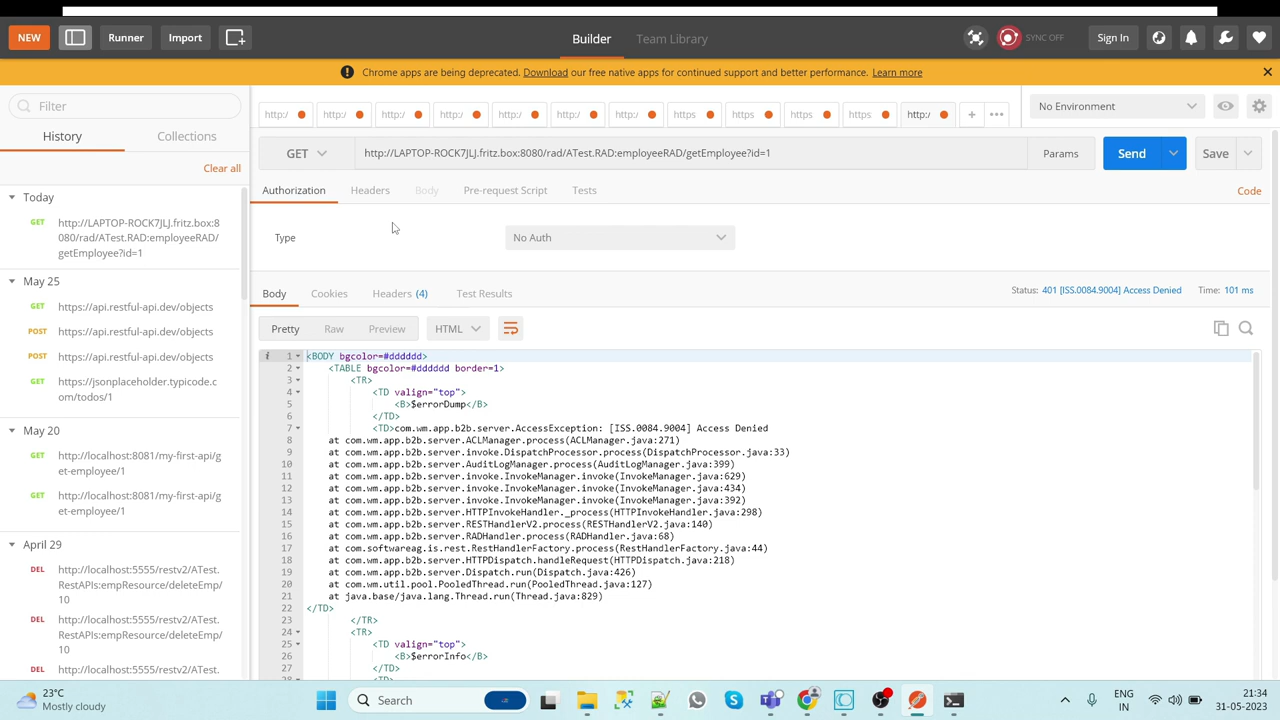 NEW Runner Import Builder Team Library SYNC OFF Sign In
Chrome apps are being deprecated. Download our free native apps for continued support and better performance. Learn more
Filter
History Collections
Clear all
Today
GET http://LAPTOP-ROCK7JLJ.fritz.box:8
080/rad/ATest.RAD:employeeRAD/
getEmployee?id=1
May 25
GET https://api.restful-api.dev/objects
POST https://api.restful-api.dev/objects
POST https://api.restful-api.dev/objects
GET https://jsonplaceholder.typicode.c
om/todos/1
May 20
GET http://localhost:8081/my-first-api/g
et-employee/1
GET http://localhost:8081/my-first-api/g
et-employee/1
April 29
DEL http://localhost:5555/restv2/ATest.
RestAPIs:empResource/deleteEmp/
10
DEL http://localhost:5555/restv2/ATest.
RestAPIs:empResource/deleteEmp/
10
DEL http://localhost:5555/restv2/ATest.
http:/ http:/ http:/ http:/ http:/ http:/ http:/ https https https https http:/ + ••• No Environment
GET http://LAPTOP-ROCK7JLJ.fritz.box:8080/rad/ATest.RAD:employeeRAD/getEmployee?id=1 Params Send Save
Authorization Headers Body Pre-request Script Tests Code
Type No Auth
Body Cookies Headers (4) Test Results Status: 401 [ISS.0084.9004] Access Denied Time: 101 ms
Pretty Raw Preview HTML
i 1 <BODY bgcolor=#dddddd>
2 <TABLE bgcolor=#dddddd border=1>
3 <TR>
4 <TD valign="top">
5 <B>$errorDump</B>
6 </TD>
7 <TD>com.wm.app.b2b.server.AccessException: [ISS.0084.9004] Access Denied
8 at com.wm.app.b2b.server.ACLManager.process(ACLManager.java:271)
9 at com.wm.app.b2b.server.invoke.DispatchProcessor.process(DispatchProcessor.java:33)
10 at com.wm.app.b2b.server.AuditLogManager.process(AuditLogManager.java:399)
11 at com.wm.app.b2b.server.invoke.InvokeManager.invoke(InvokeManager.java:629)
12 at com.wm.app.b2b.server.invoke.InvokeManager.invoke(InvokeManager.java:434)
13 at com.wm.app.b2b.server.invoke.InvokeManager.invoke(InvokeManager.java:392)
14 at com.wm.app.b2b.server.HTTPInvokeHandler._process(HTTPInvokeHandler.java:298)
15 at com.wm.app.b2b.server.RESTHandlerV2.process(RESTHandlerV2.java:140)
16 at com.wm.app.b2b.server.RADHandler.process(RADHandler.java:68)
17 at com.softwareag.is.rest.RestHandlerFactory.process(RestHandlerFactory.java:44)
18 at com.wm.app.b2b.server.HTTPDispatch.handleRequest(HTTPDispatch.java:218)
19 at com.wm.app.b2b.server.Dispatch.run(Dispatch.java:426)
20 at com.wm.util.pool.PooledThread.run(PooledThread.java:127)
21 at java.base/java.lang.Thread.run(Thread.java:829)
22 </TD>
23 </TR>
24 <TR>
25 <TD valign="top">
26 <B>$errorInfo</B>
27 </TD>
28 <TD>
23°C
Mostly cloudy
Search
ENG
IN
21:34
31-05-2023